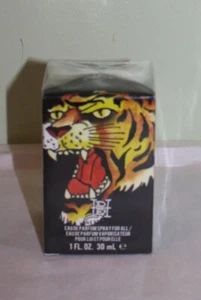 EAU DE PARFUM SPRAY FOR ALL /
EAU DE PARFUM VAPORISATEUR
POUR LUI ET POUR ELLE
1 FL. OZ. 30 mL ℮